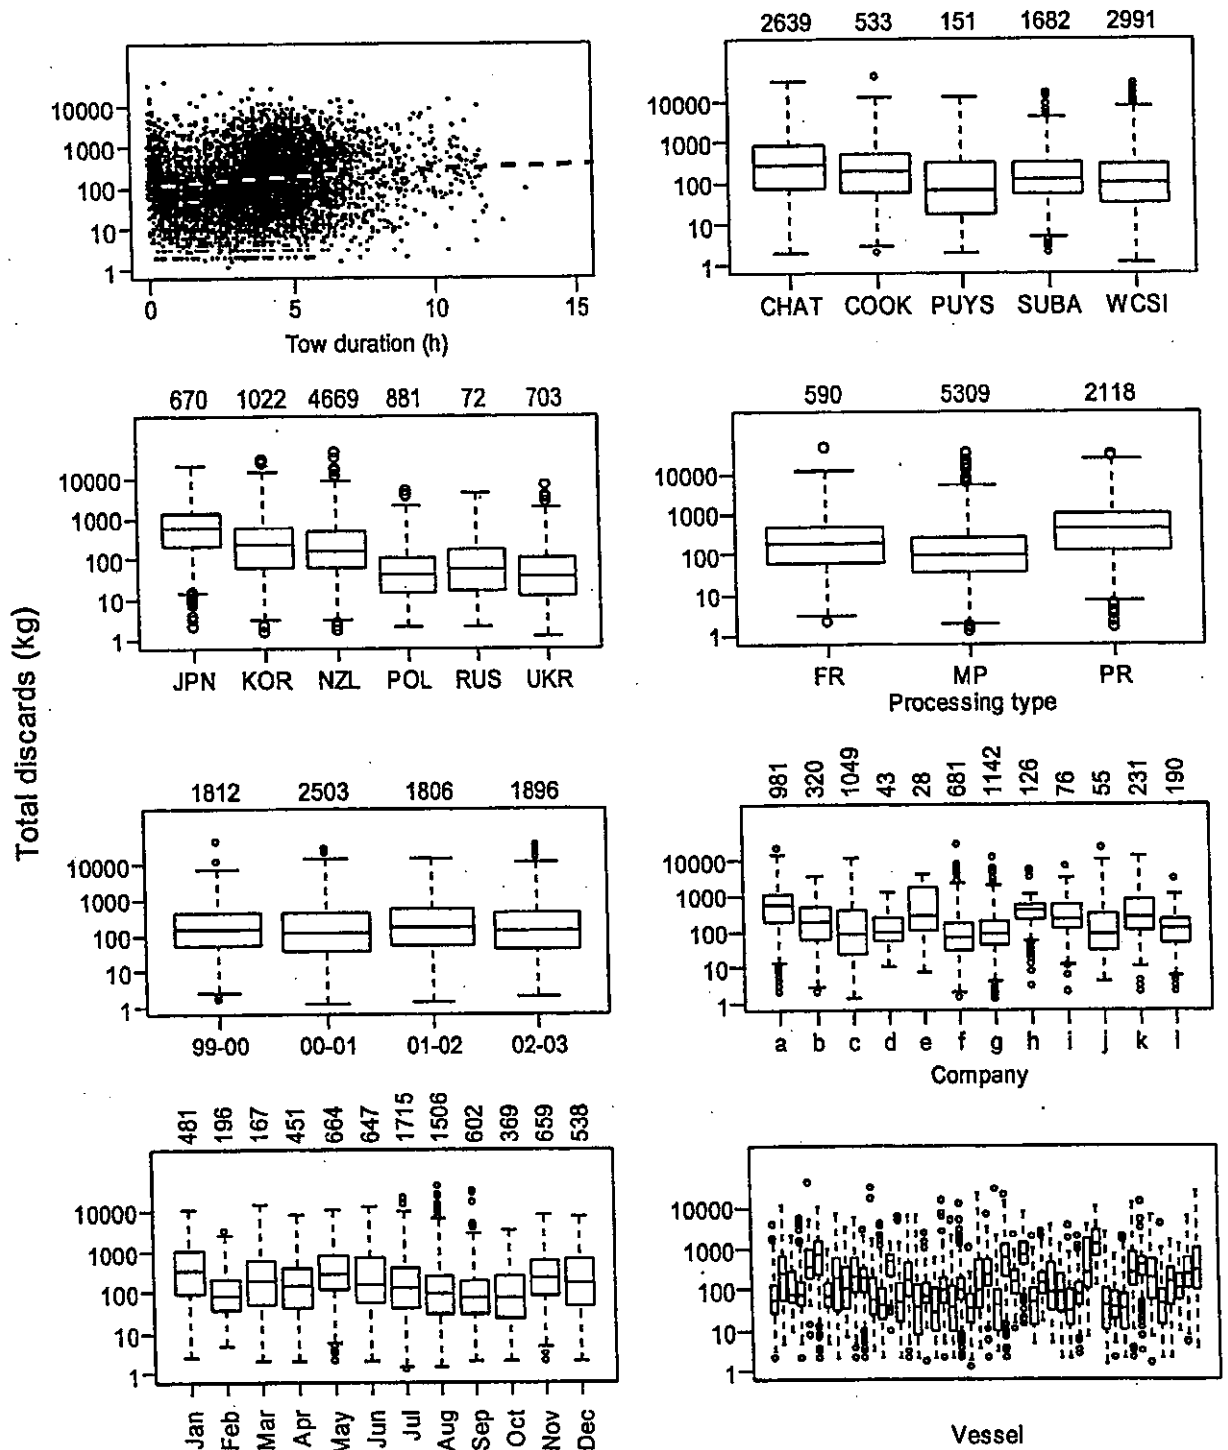 2639 533 151 1682 2991
10000
1000
100
10
1
0 5 10 15
Tow duration (h)
10000
1000
100
10
1
CHAT COOK PUYS SUBA WCSI
670 1022 4669 881 72 703
10000
1000
100
10
1
JPN KOR NZL POL RUS UKR
590 5309 2118
10000
1000
100
10
1
FR MP PR
Processing type
Total discards (kg)
1812 2503 1806 1896
10000
1000
100
10
1
99-00 00-01 01-02 02-03
981 320 1049 43 28 681 1142 126 76 55 231 190
10000
1000
100
10
1
a b c d e f g h i j k l
Company
481 196 167 451 664 647 1715 1506 602 369 659 538
10000
1000
100
10
1
Jan Feb Mar Apr May Jun Jul Aug Sep Oct Nov Dec
10000
1000
100
10
1
Vessel